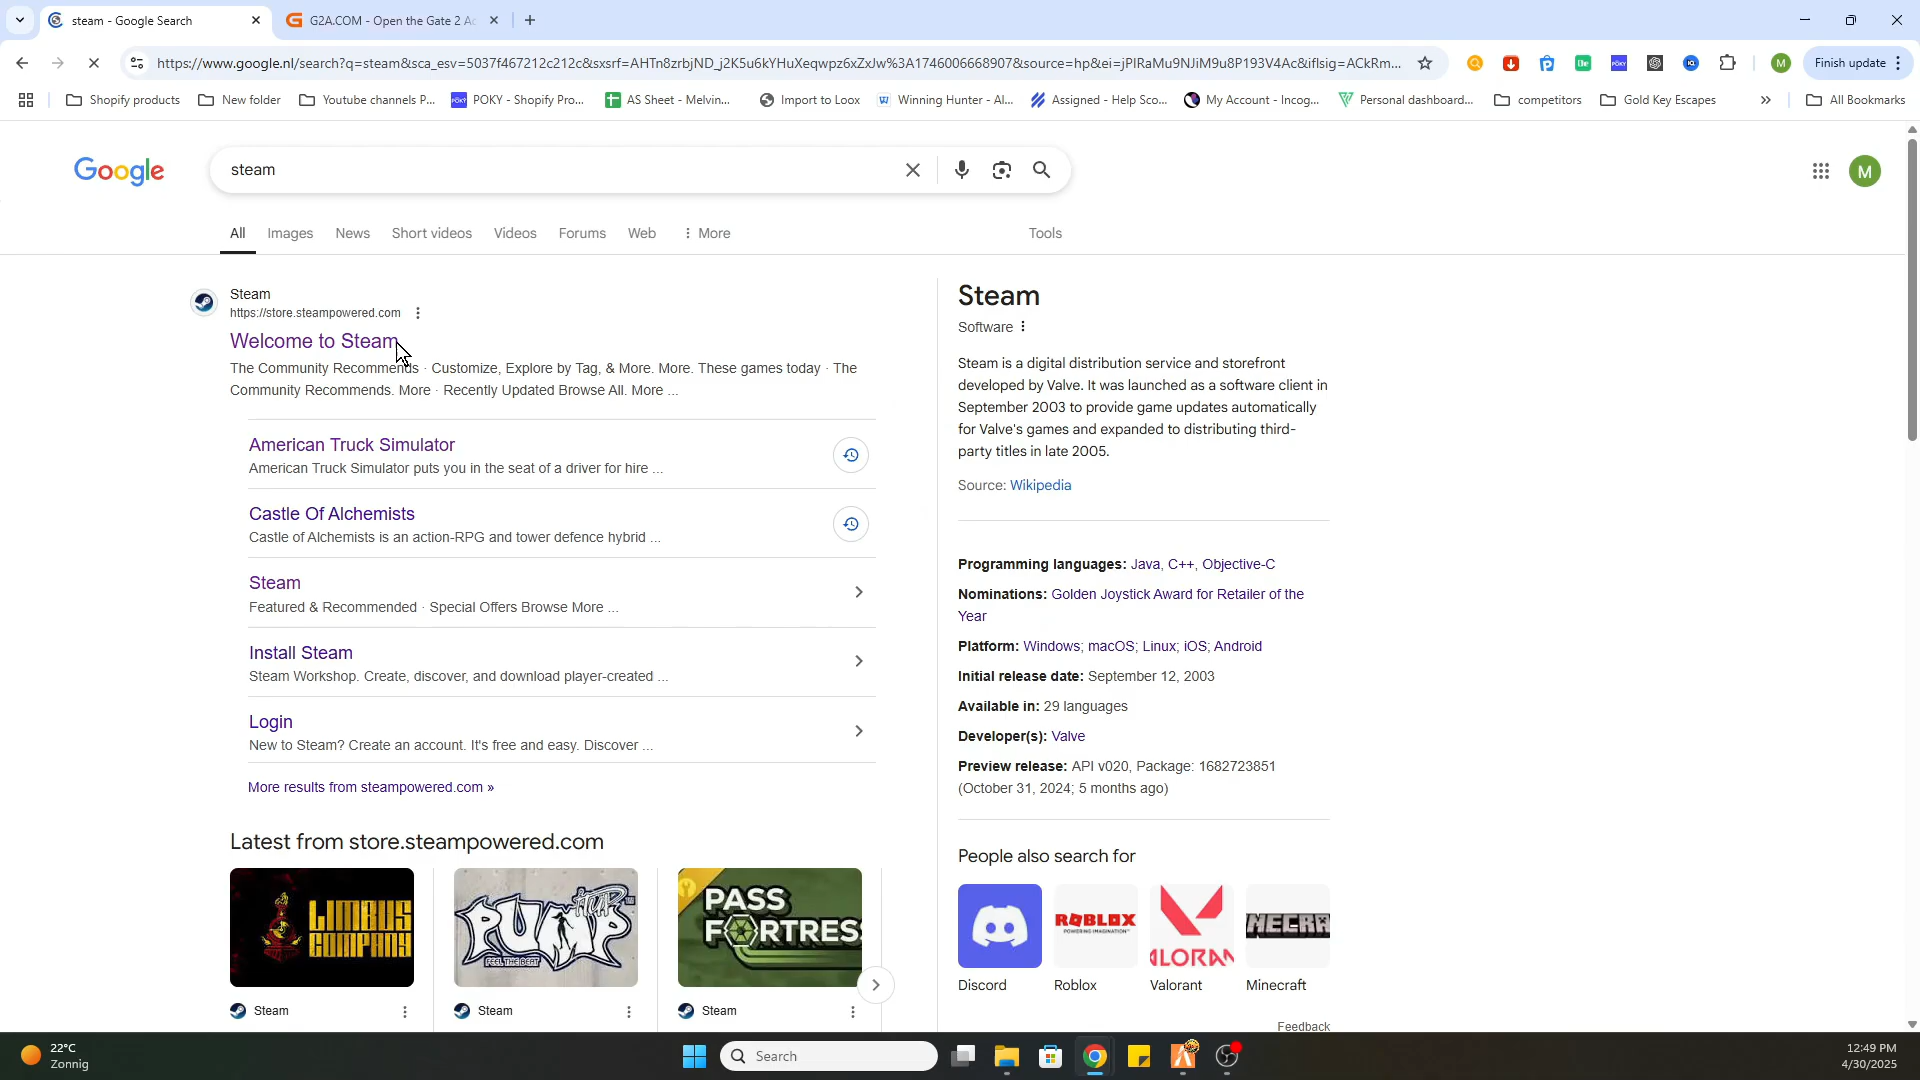 steam - Google Search
G2A.COM - Open the Gate 2 Ac
https://www.google.nl/search?q=steam&sca_esv=5037f467212c212c&sxsrf=AHTn8zrbjND_j2K5u6kYHuXeqwpz6xZxJw%3A1746006668907&source=hp&ei=jPIRaMu9NJiM9u8P193V4Ac&iflsig=ACkRm...
Finish update
Shopify products
New folder
Youtube channels P...
POKY - Shopify Pro...
AS Sheet - Melvin...
Import to Loox
Winning Hunter - Al...
Assigned - Help Sco...
My Account - Incog...
Personal dashboard...
competitors
Gold Key Escapes
»
All Bookmarks
Google
steam
M
All Images News Short videos Videos Forums Web More Tools
Steam
https://store.steampowered.com
Welcome to Steam
The Community Recommends · Customize, Explore by Tag, & More. More. These games today · The
Community Recommends. More · Recently Updated Browse All. More ...
American Truck Simulator
American Truck Simulator puts you in the seat of a driver for hire ...
Castle Of Alchemists
Castle of Alchemists is an action-RPG and tower defence hybrid ...
Steam
Featured & Recommended · Special Offers Browse More ...
Install Steam
Steam Workshop. Create, discover, and download player-created ...
Login
New to Steam? Create an account. It's free and easy. Discover ...
More results from steampowered.com »
Latest from store.steampowered.com
LIMBUS
COMPANY
PUMP
IT UP
FEEL THE BEAT
PASS
FORTRESS
Steam
Steam
Steam
Steam
Software
Steam is a digital distribution service and storefront
developed by Valve. It was launched as a software client in
September 2003 to provide game updates automatically
for Valve's games and expanded to distributing third-
party titles in late 2005.
Source: Wikipedia
Programming languages: Java, C++, Objective-C
Nominations: Golden Joystick Award for Retailer of the
Year
Platform: Windows; macOS; Linux; iOS; Android
Initial release date: September 12, 2003
Available in: 29 languages
Developer(s): Valve
Preview release: API v020, Package: 1682723851
(October 31, 2024; 5 months ago)
People also search for
ROBLOX
POWERING IMAGINATION
ALORAN
NECRA
Discord
Roblox
Valorant
Minecraft
Feedback
22°C
Zonnig
Search
12:49 PM
4/30/2025